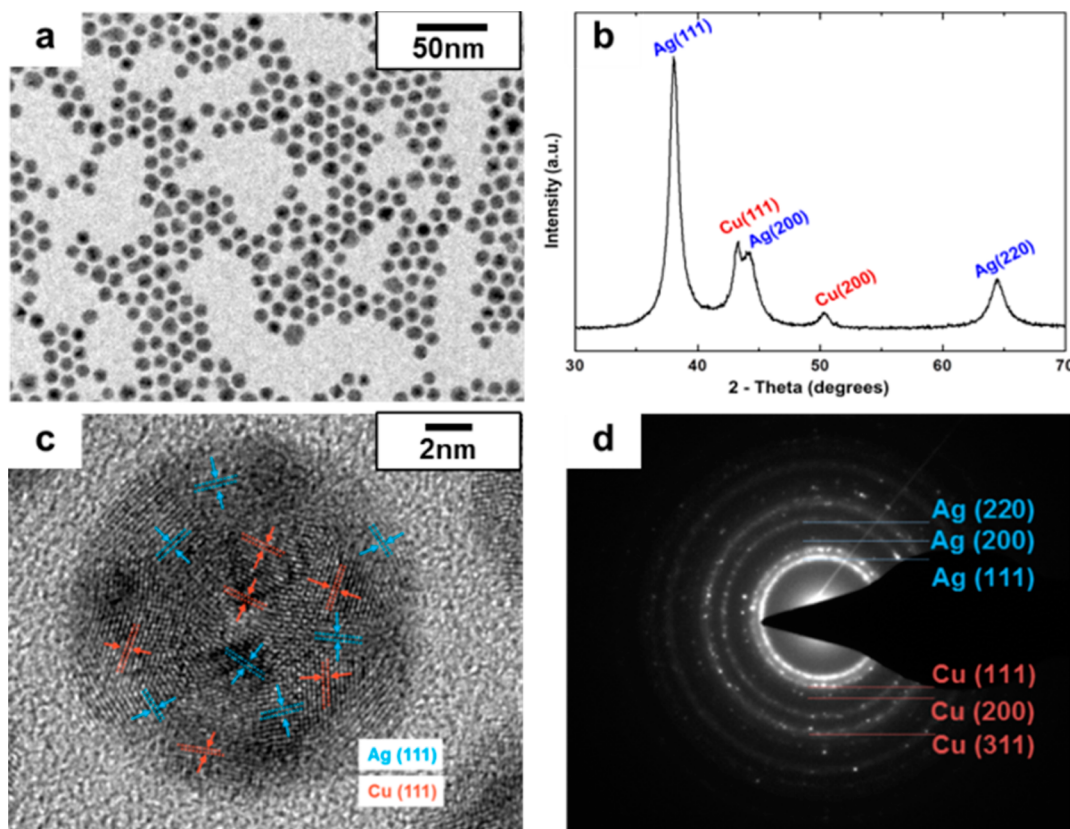 a
50nm
b
Ag(111)
Cu(111)
Ag(200)
Cu(200)
Ag(220)
Intensity (a.u.)
30 40 50 60 70
2 - Theta (degrees)
c
2nm
Ag (111)
Cu (111)
d
Ag (220)
Ag (200)
Ag (111)
Cu (111)
Cu (200)
Cu (311)